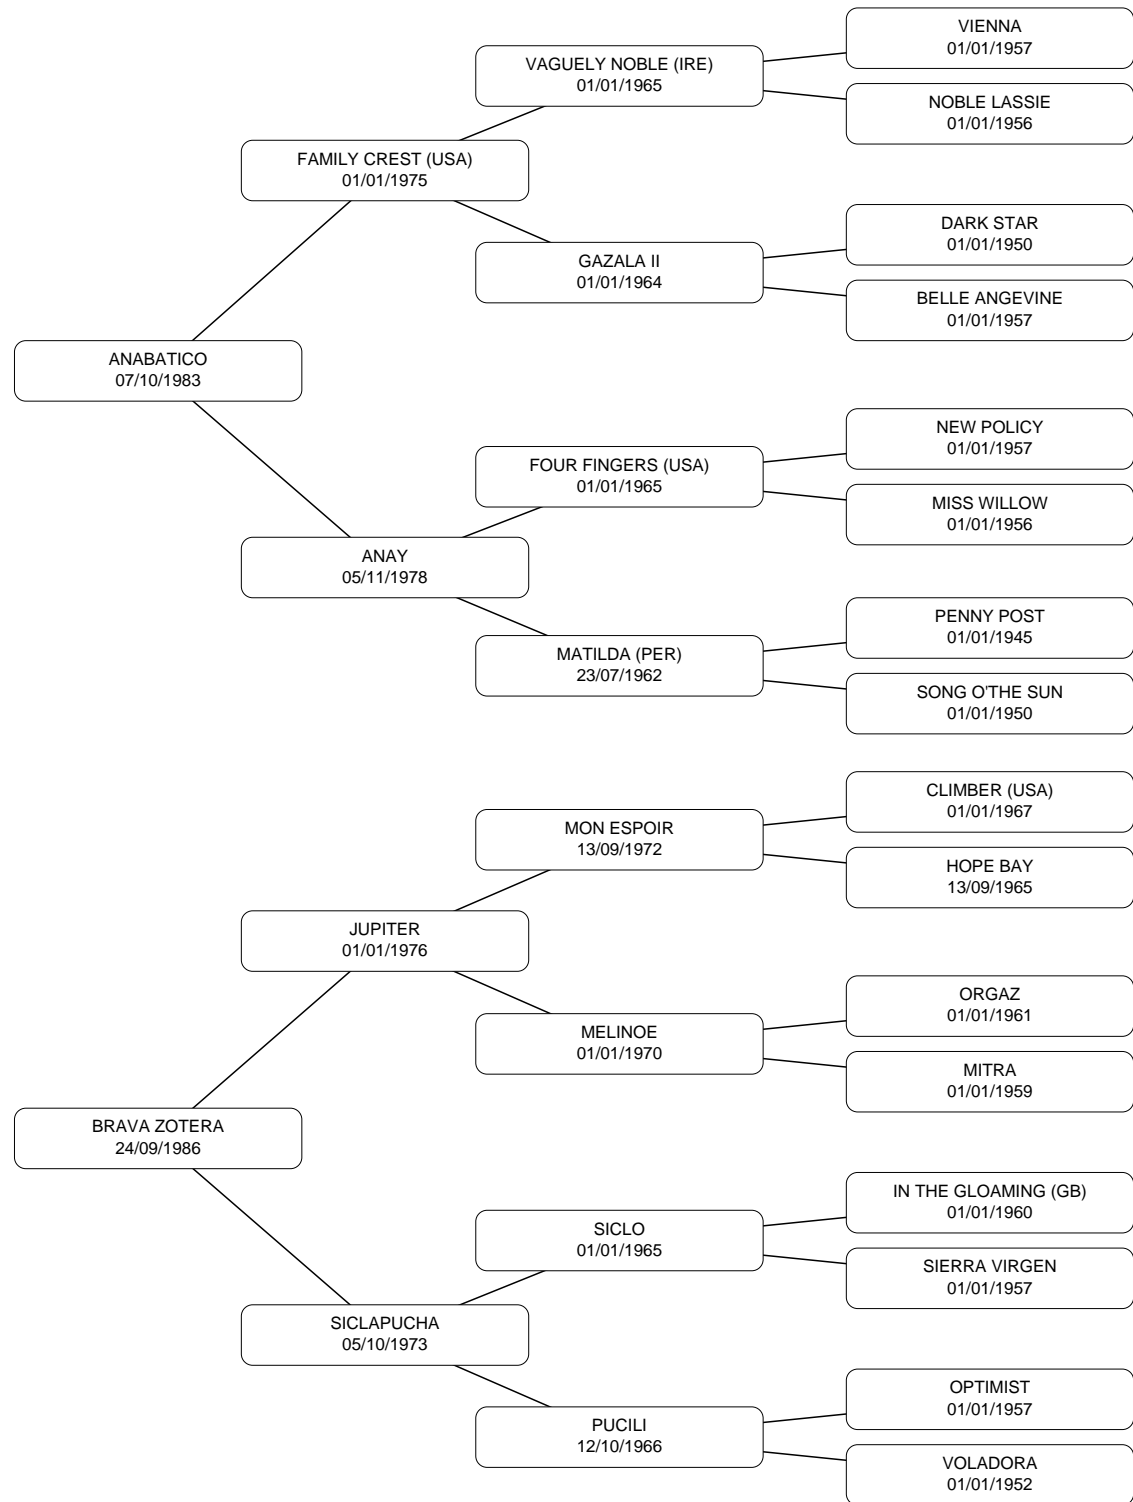 VIENNA
01/01/1957
VAGUELY NOBLE (IRE)
01/01/1965
NOBLE LASSIE
01/01/1956
FAMILY CREST (USA)
01/01/1975
DARK STAR
01/01/1950
GAZALA II
01/01/1964
BELLE ANGEVINE
01/01/1957
ANABATICO
07/10/1983
NEW POLICY
01/01/1957
FOUR FINGERS (USA)
01/01/1965
MISS WILLOW
01/01/1956
ANAY
05/11/1978
PENNY POST
01/01/1945
MATILDA (PER)
23/07/1962
SONG O'THE SUN
01/01/1950
CLIMBER (USA)
01/01/1967
MON ESPOIR
13/09/1972
HOPE BAY
13/09/1965
JUPITER
01/01/1976
ORGAZ
01/01/1961
MELINOE
01/01/1970
MITRA
01/01/1959
BRAVA ZOTERA
24/09/1986
IN THE GLOAMING (GB)
01/01/1960
SICLO
01/01/1965
SIERRA VIRGEN
01/01/1957
SICLAPUCHA
05/10/1973
OPTIMIST
01/01/1957
PUCILI
12/10/1966
VOLADORA
01/01/1952